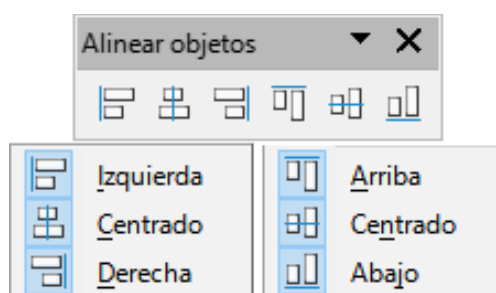 Alinear objetos
Izquierda
Centrado
Derecha
Arriba
Centrado
Abajo